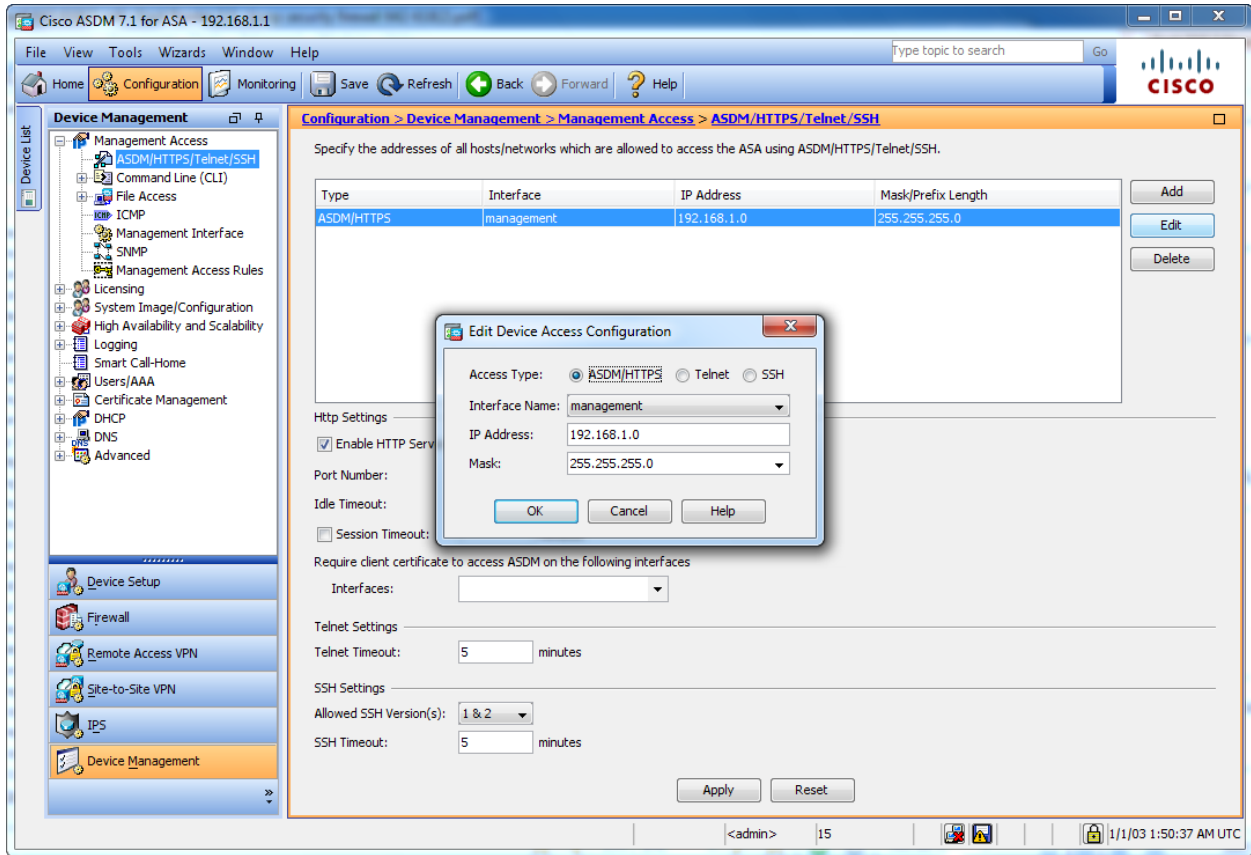 Cisco ASDM 7.1 for ASA - 192.168.1.1
File View Tools Wizards Window Help
Type topic to search Go
Home Configuration Monitoring Save Refresh Back Forward Help
CISCO
Device List
Device Management
Management Access
ASDM/HTTPS/Telnet/SSH
Command Line (CLI)
File Access
ICMP ICMP
Management Interface
SNMP
Management Access Rules
Licensing
System Image/Configuration
High Availability and Scalability
Logging
Smart Call-Home
Users/AAA
Certificate Management
DHCP
DNS DNS
Advanced
Device Setup
Firewall
Remote Access VPN
Site-to-Site VPN
IPS
Device Management
Configuration > Device Management > Management Access > ASDM/HTTPS/Telnet/SSH
Specify the addresses of all hosts/networks which are allowed to access the ASA using ASDM/HTTPS/Telnet/SSH.
Type Interface IP Address Mask/Prefix Length
ASDM/HTTPS management 192.168.1.0 255.255.255.0
Add
Edit
Delete
Edit Device Access Configuration
Access Type: ASDM/HTTPS Telnet SSH
Interface Name: management
IP Address: 192.168.1.0
Mask: 255.255.255.0
OK Cancel Help
Http Settings
Enable HTTP Serv
Port Number:
Idle Timeout:
Session Timeout:
Require client certificate to access ASDM on the following interfaces
Interfaces:
Telnet Settings
Telnet Timeout: 5 minutes
SSH Settings
Allowed SSH Version(s): 1 & 2
SSH Timeout: 5 minutes
Apply Reset
<admin> 15 1/1/03 1:50:37 AM UTC